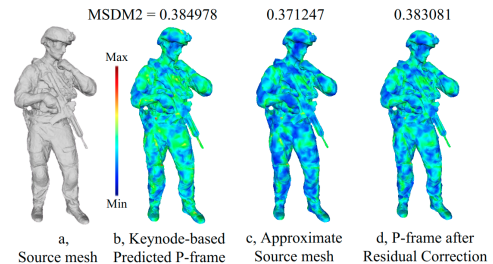 MSDM2 = 0.384978 0.371247 0.383081
Max
Min
a, b, Keynode-based c, Approximate d, P-frame after
Source mesh Predicted P-frame Source mesh Residual Correction